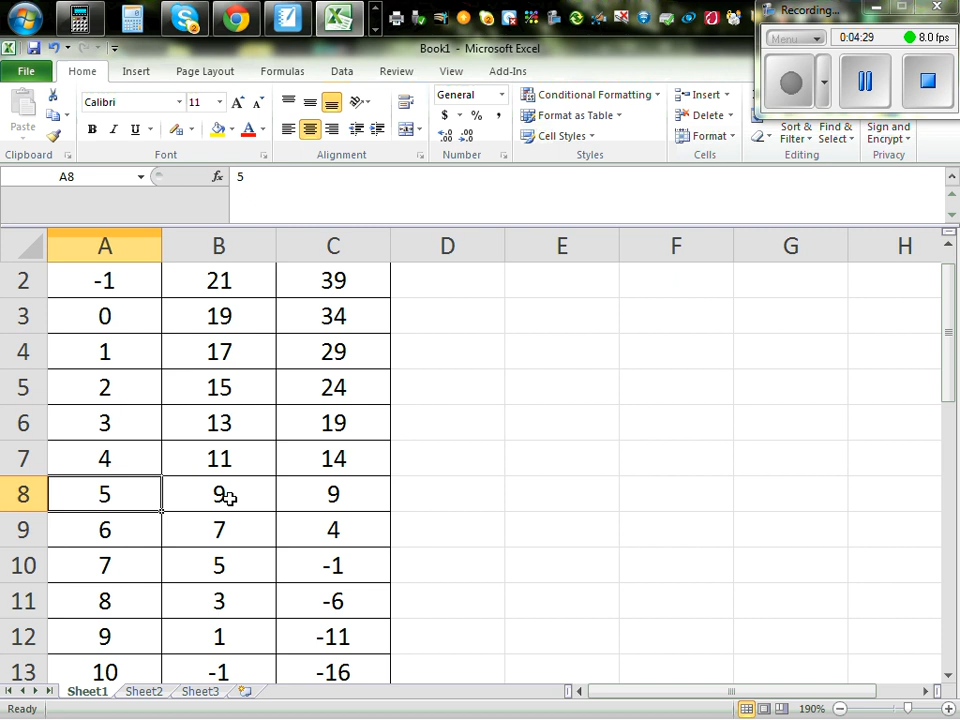 Recording...
Book1 - Microsoft Excel
Menu 0:04:29 8.0 fps
File Home Insert Page Layout Formulas Data Review View Add-Ins
Paste
Calibri 11
B I U
A A
General
$ % ,
Conditional Formatting
Format as Table
Cell Styles
Insert
Delete
Format
Sort & Filter
Find & Select
Sign and Encrypt
Clipboard Font Alignment Number Styles Cells Editing Privacy
A8 fx 5
A B C D E F G H
2 -1 21 39
3 0 19 34
4 1 17 29
5 2 15 24
6 3 13 19
7 4 11 14
8 5 9 9
9 6 7 4
10 7 5 -1
11 8 3 -6
12 9 1 -11
13 10 -1 -16
Sheet1 Sheet2 Sheet3
Ready 190%